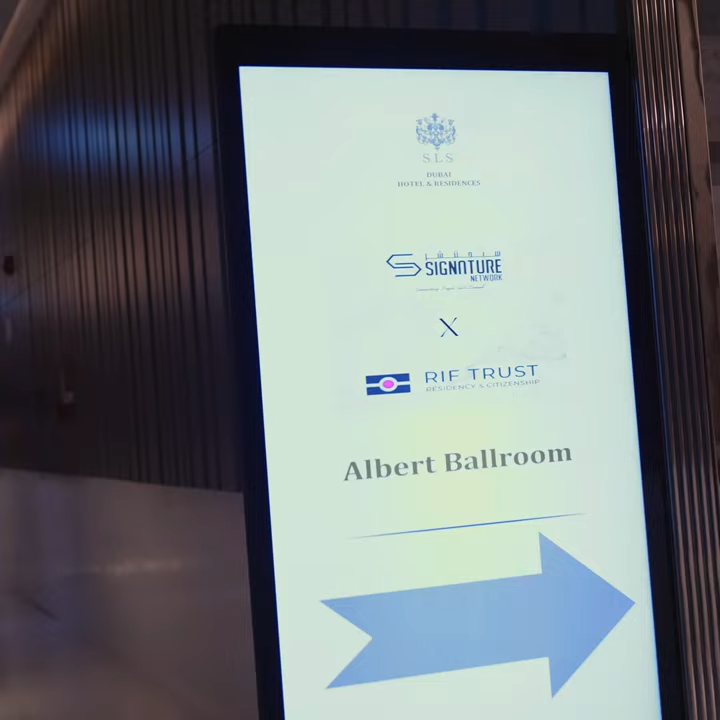 SLS
DUBAI
HOTEL & RESIDENCES
SIGNATURE
NETWORK
X
RIF TRUST
RESIDENCY & CITIZENSHIP
Albert Ballroom